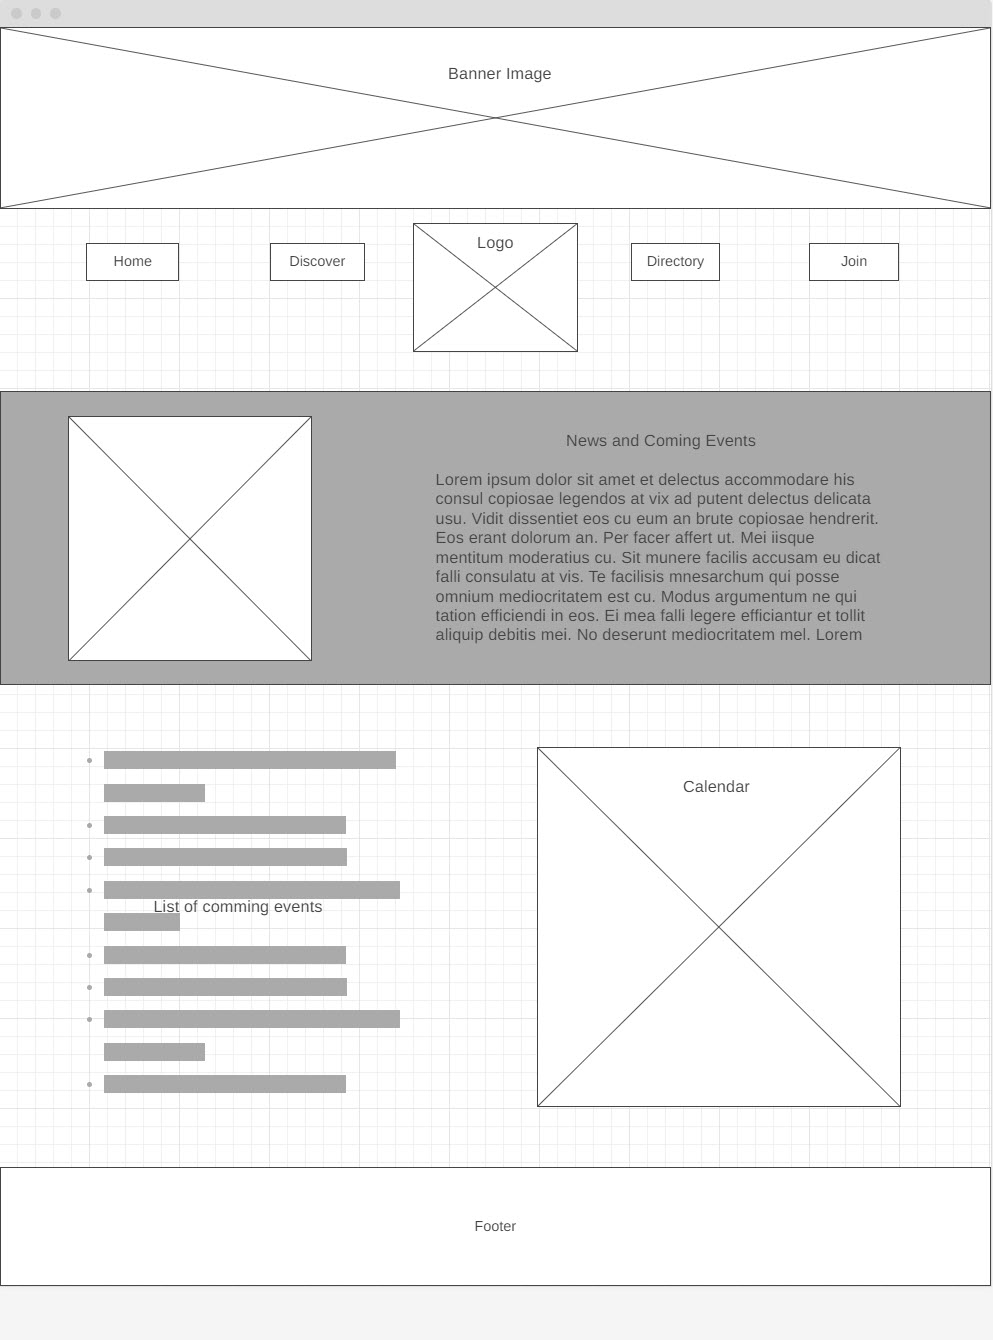 Banner Image
Logo
Home
Discover
Directory
Join
News and Coming Events
Lorem ipsum dolor sit amet et delectus accommodare his
consul copiosae legendos at vix ad putent delectus delicata
usu. Vidit dissentiet eos cu eum an brute copiosae hendrerit.
Eos erant dolorum an. Per facer affert ut. Mei iisque
mentitum moderatius cu. Sit munere facilis accusam eu dicat
falli consulatu at vis. Te facilisis mnesarchum qui posse
omnium mediocritatem est cu. Modus argumentum ne qui
tation efficiendi in eos. Ei mea falli legere efficiantur et tollit
aliquip debitis mei. No deserunt mediocritatem mel. Lorem
Calendar
List of comming events
Footer